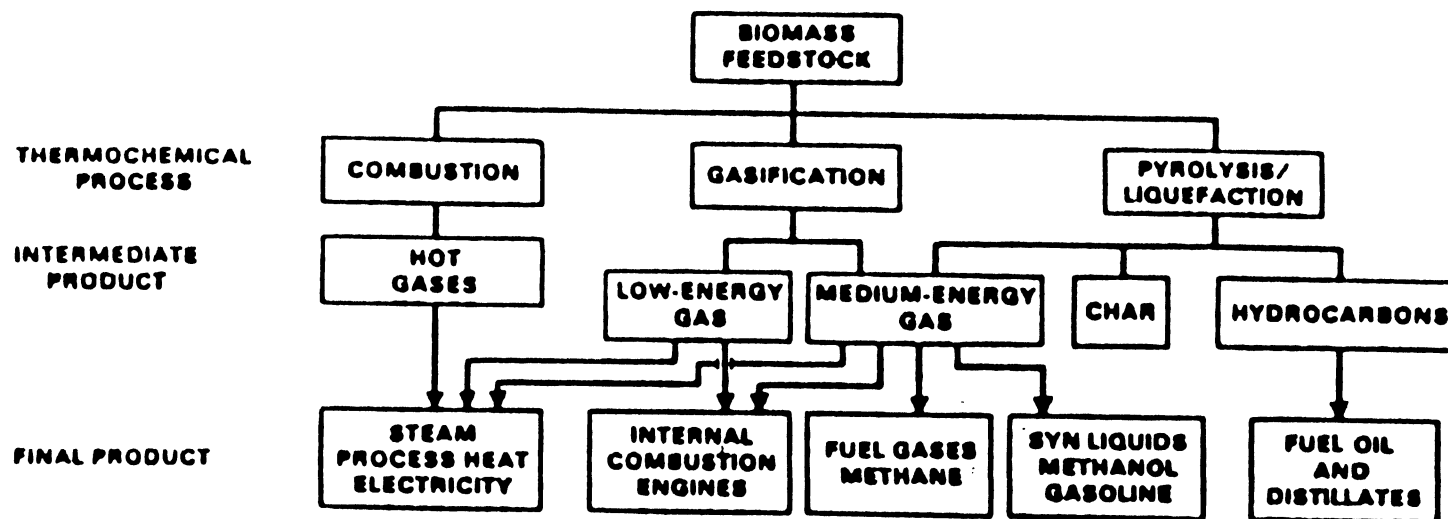 BIOMASS
FEEDSTOCK
THERMOCHEMICAL
PROCESS
COMBUSTION
GASIFICATION
PYROLYSIS/
LIQUEFACTION
INTERMEDIATE
PRODUCT
HOT
GASES
LOW-ENERGY
GAS
MEDIUM-ENERGY
GAS
CHAR
HYDROCARBONS
FINAL PRODUCT
STEAM
PROCESS HEAT
ELECTRICITY
INTERNAL
COMBUSTION
ENGINES
FUEL GASES
METHANE
SYN LIQUIDS
METHANOL
GASOLINE
FUEL OIL
AND
DISTILLATES